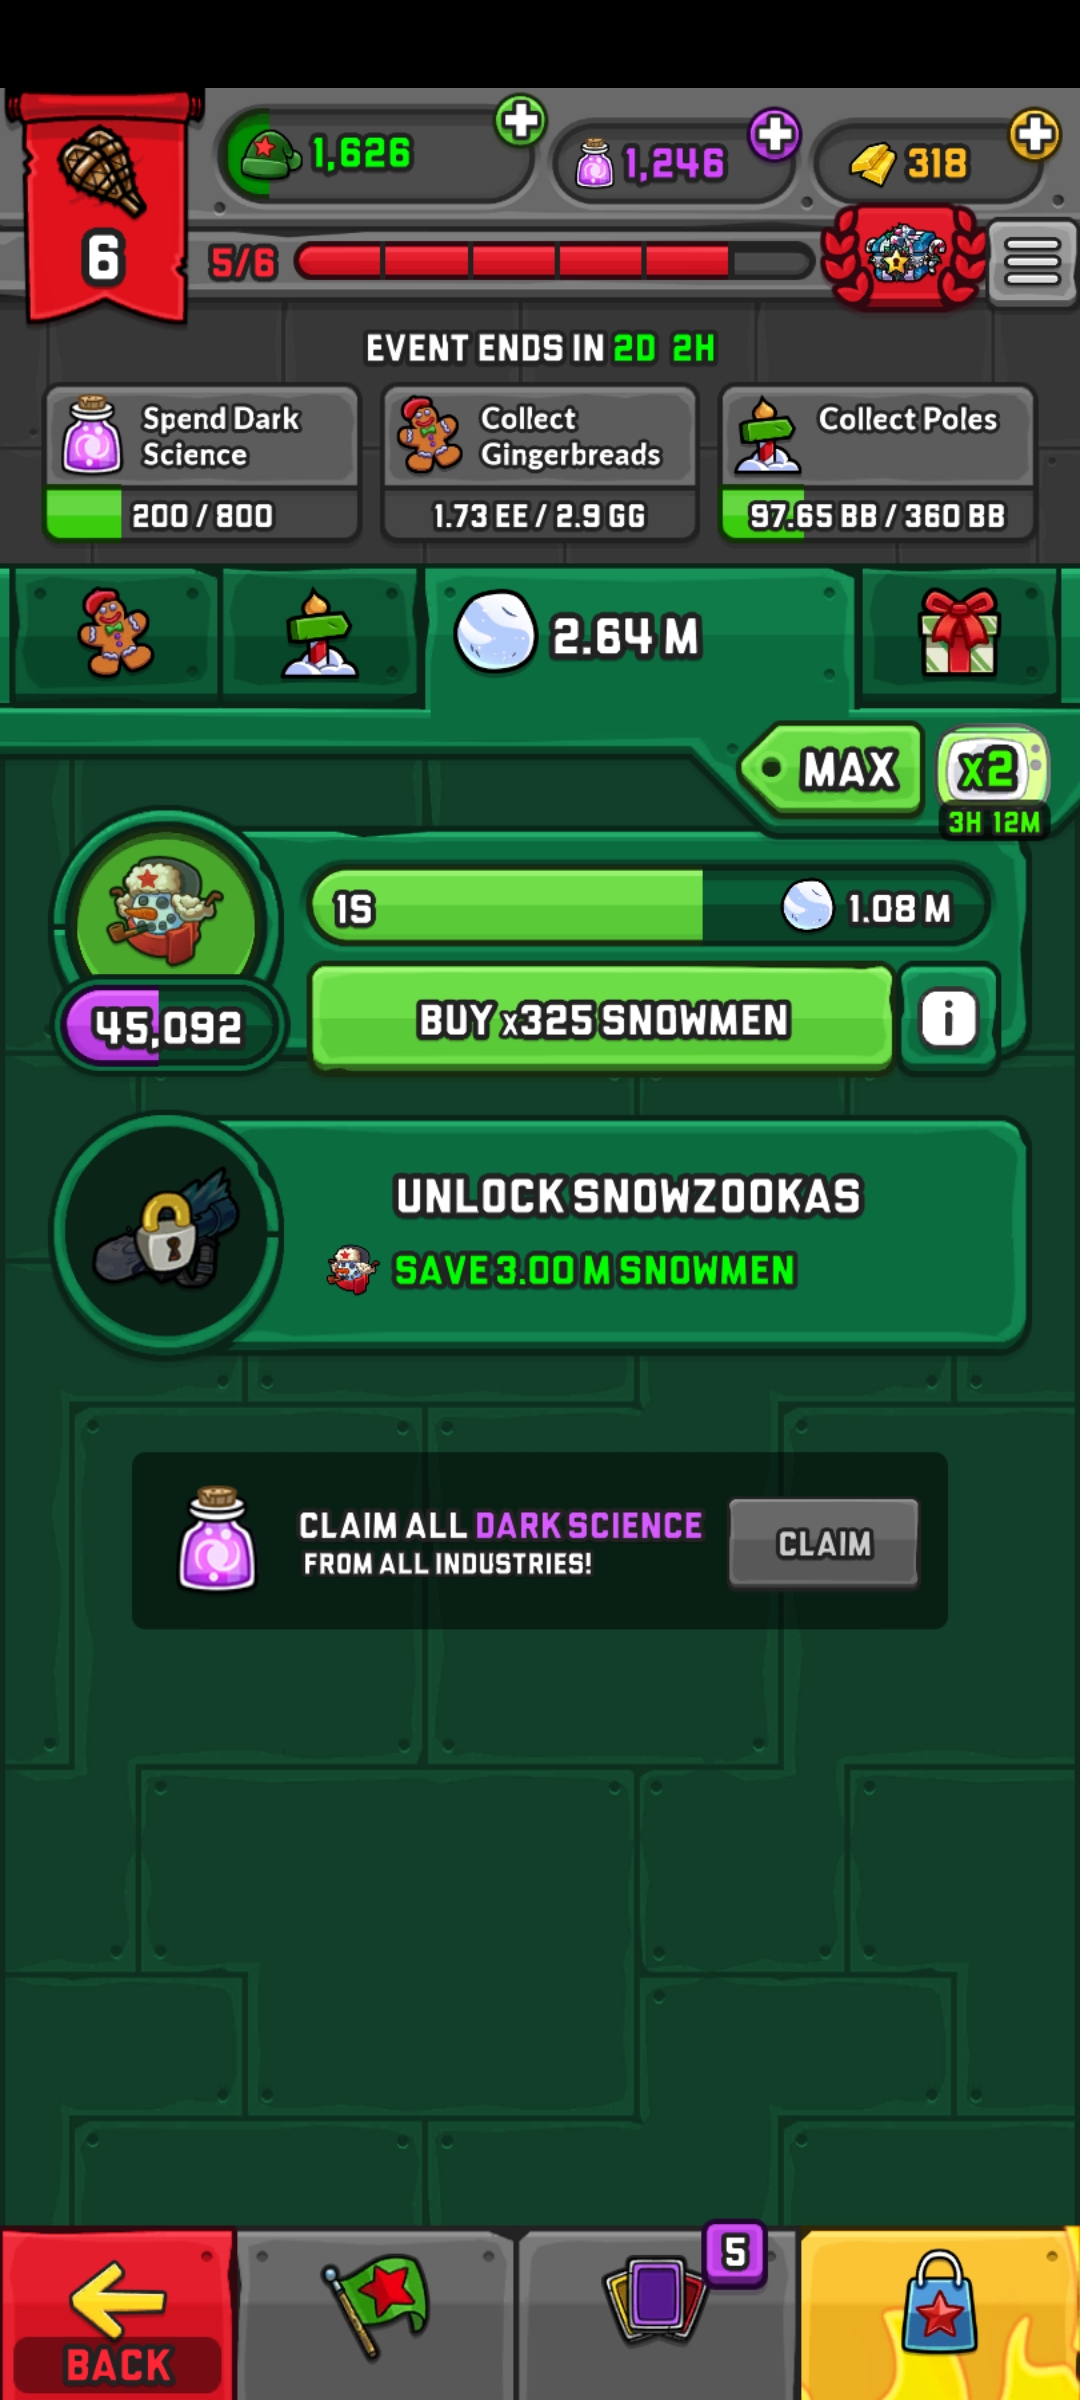 1,626
1,246
318
6
5/6
EVENT ENDS IN 2D 2H
Spend Dark
Science
200 / 800
Collect
Gingerbreads
1.73 EE / 2.9 GG
Collect Poles
97.65 BB / 360 BB
2.64 M
MAX
x2
3H 12M
1S
1.08 M
45,092
BUY x325 SNOWMEN
i
UNLOCK SNOWZOOKAS
SAVE 3.00 M SNOWMEN
CLAIM ALL DARK SCIENCE
FROM ALL INDUSTRIES!
CLAIM
5
BACK